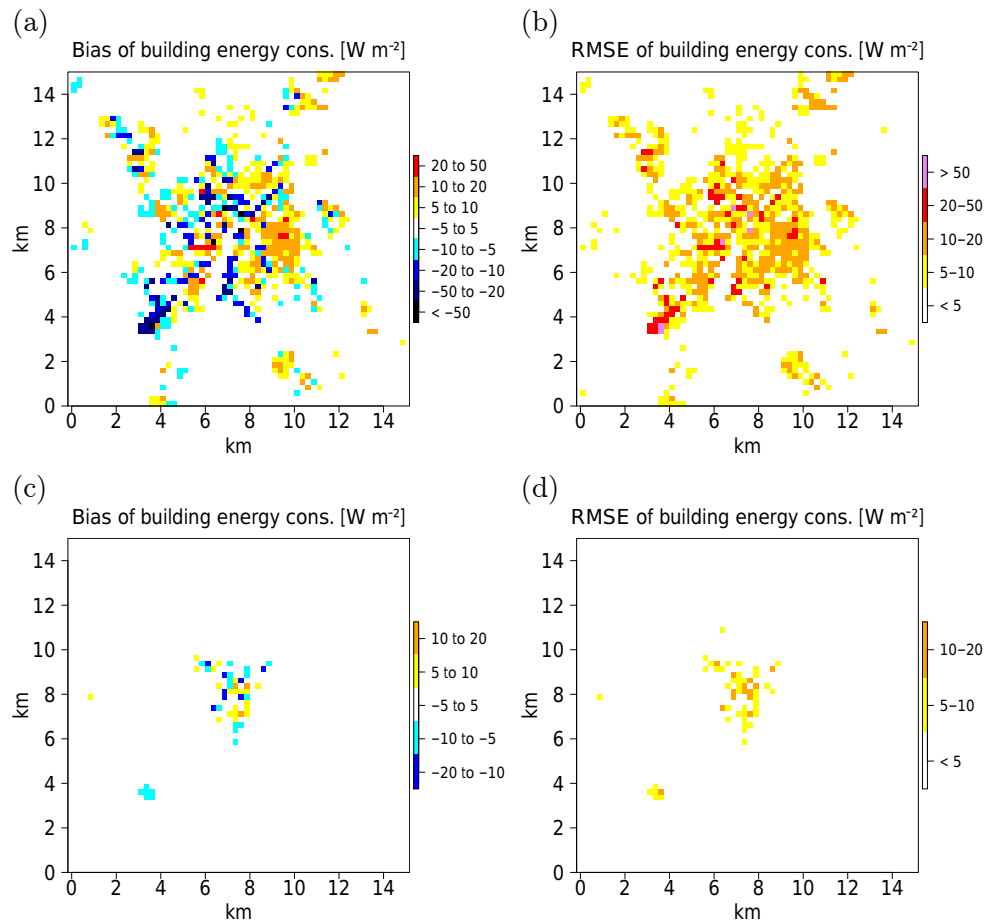 (a)
Bias of building energy cons. [W m⁻²]
km
14
12
10
8
6
4
2
0
0 2 4 6 8 10 12 14
km
20 to 50
10 to 20
5 to 10
−5 to 5
−10 to −5
−20 to −10
−50 to −20
< −50
(b)
RMSE of building energy cons. [W m⁻²]
km
14
12
10
8
6
4
2
0
0 2 4 6 8 10 12 14
km
> 50
20−50
10−20
5−10
< 5
(c)
Bias of building energy cons. [W m⁻²]
km
14
12
10
8
6
4
2
0
0 2 4 6 8 10 12 14
km
10 to 20
5 to 10
−5 to 5
−10 to −5
−20 to −10
(d)
RMSE of building energy cons. [W m⁻²]
km
14
12
10
8
6
4
2
0
0 2 4 6 8 10 12 14
km
10−20
5−10
< 5